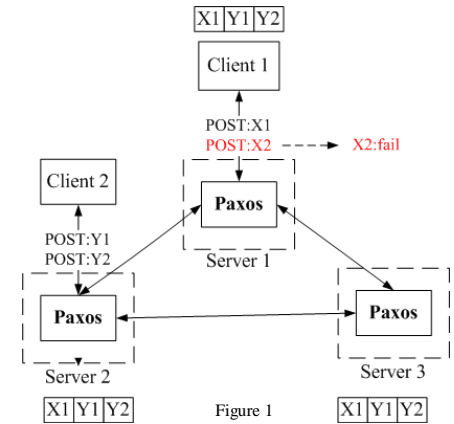 X1 Y1 Y2
Client 1
POST:X1
POST:X2
X2:fail
Client 2
Paxos
Server 1
POST:Y1
POST:Y2
Paxos
Server 2
Paxos
Server 3
X1 Y1 Y2
Figure 1
X1 Y1 Y2